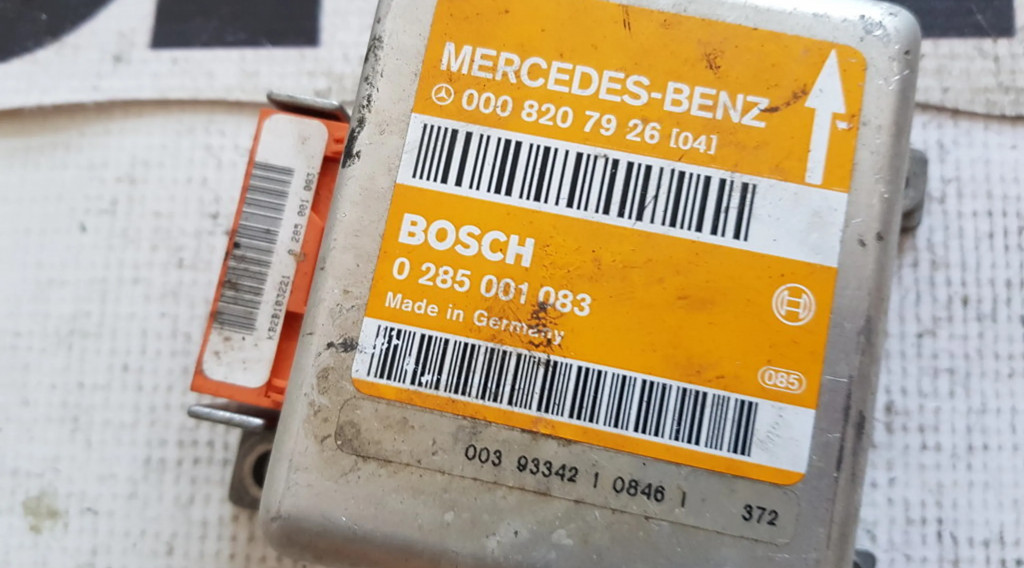 MERCEDES-BENZ
000 820 79 26 [04]
BOSCH
0 285 001 083
Made in Germany
085
003 93342 1 0846 1
372
0 285 001 083
KB2B103221